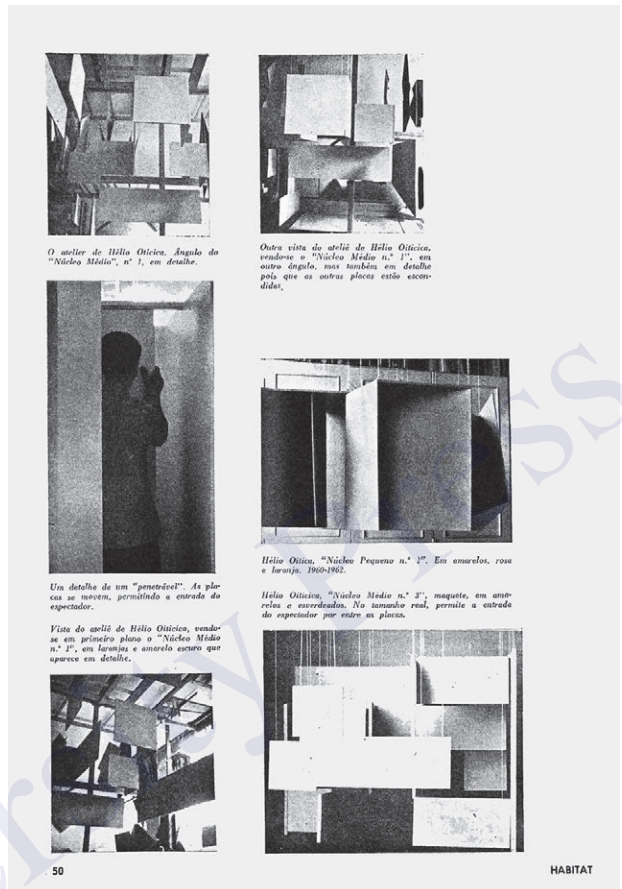 O atelier de Hélio Oiticica. Ângulo do
"Núcleo Médio", nº 1, em detalhe.
Outra vista do ateliê de Hélio Oiticica,
vendo-se o "Núcleo Médio n.º 1", em
outro ângulo, mas também em detalhe
pois que as outras placas estão escon-
didas.
Um detalhe de um "penetrável". As pla-
cas se movem, permitindo a entrada do
espectador.
Vista do ateliê de Hélio Oiticica, vendo-
se em primeiro plano o "Núcleo Médio
n.º 1", em laranjas e amarelo escuro que
aparece em detalhe.
Hélio Oitica, "Núcleo Pequeno n.º
Em amarelos, rosa
e laranja. 1960-1962.
Hélio Oiticica, "Núcleo Médio n.º 3", maquete, em ama-
relos e esverdeados. No tamanho real, permite a entrada
do espectador por entre as placas.
50
HABITAT
ersity Press